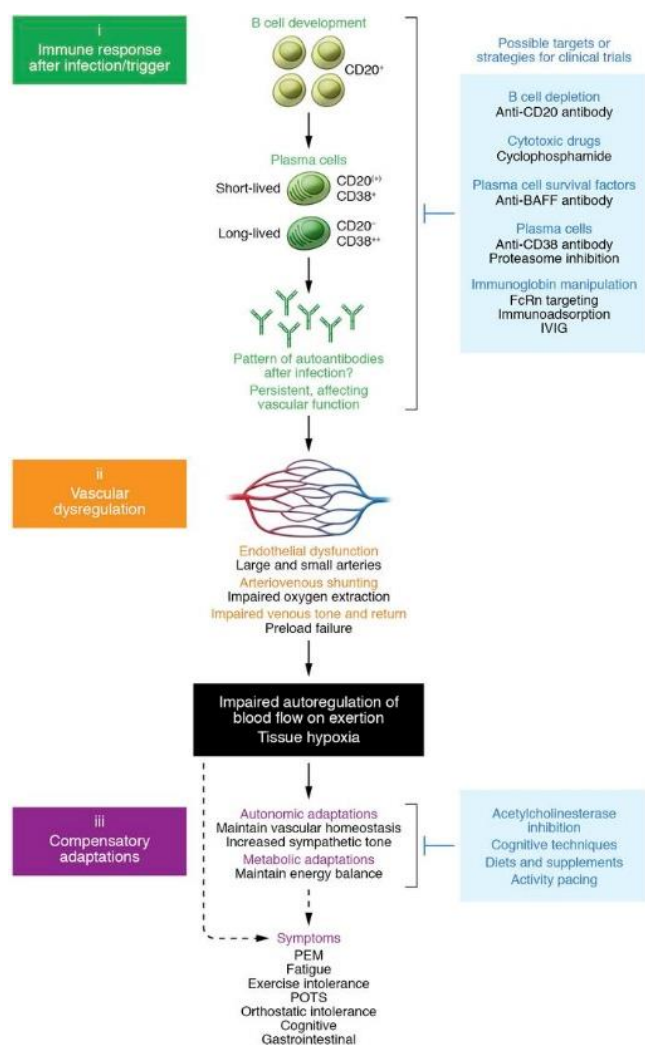 i
Immune response
after infection/trigger
B cell development
CD20⁺
Plasma cells
Short-lived
CD20⁽⁺⁾
CD38⁺
Long-lived
CD20⁻
CD38⁺⁺
Pattern of autoantibodies
after infection?
Persistent, affecting
vascular function
Possible targets or
strategies for clinical trials
B cell depletion
Anti-CD20 antibody
Cytotoxic drugs
Cyclophosphamide
Plasma cell survival factors
Anti-BAFF antibody
Plasma cells
Anti-CD38 antibody
Proteasome inhibition
Immunoglobin manipulation
FcRn targeting
Immunoadsorption
IVIG
ii
Vascular
dysregulation
Endothelial dysfunction
Large and small arteries
Arteriovenous shunting
Impaired oxygen extraction
Impaired venous tone and return
Preload failure
Impaired autoregulation of
blood flow on exertion
Tissue hypoxia
iii
Compensatory
adaptations
Autonomic adaptations
Maintain vascular homeostasis
Increased sympathetic tone
Metabolic adaptations
Maintain energy balance
Acetylcholinesterase
inhibition
Cognitive techniques
Diets and supplements
Activity pacing
Symptoms
PEM
Fatigue
Exercise intolerance
POTS
Orthostatic intolerance
Cognitive
Gastrointestinal